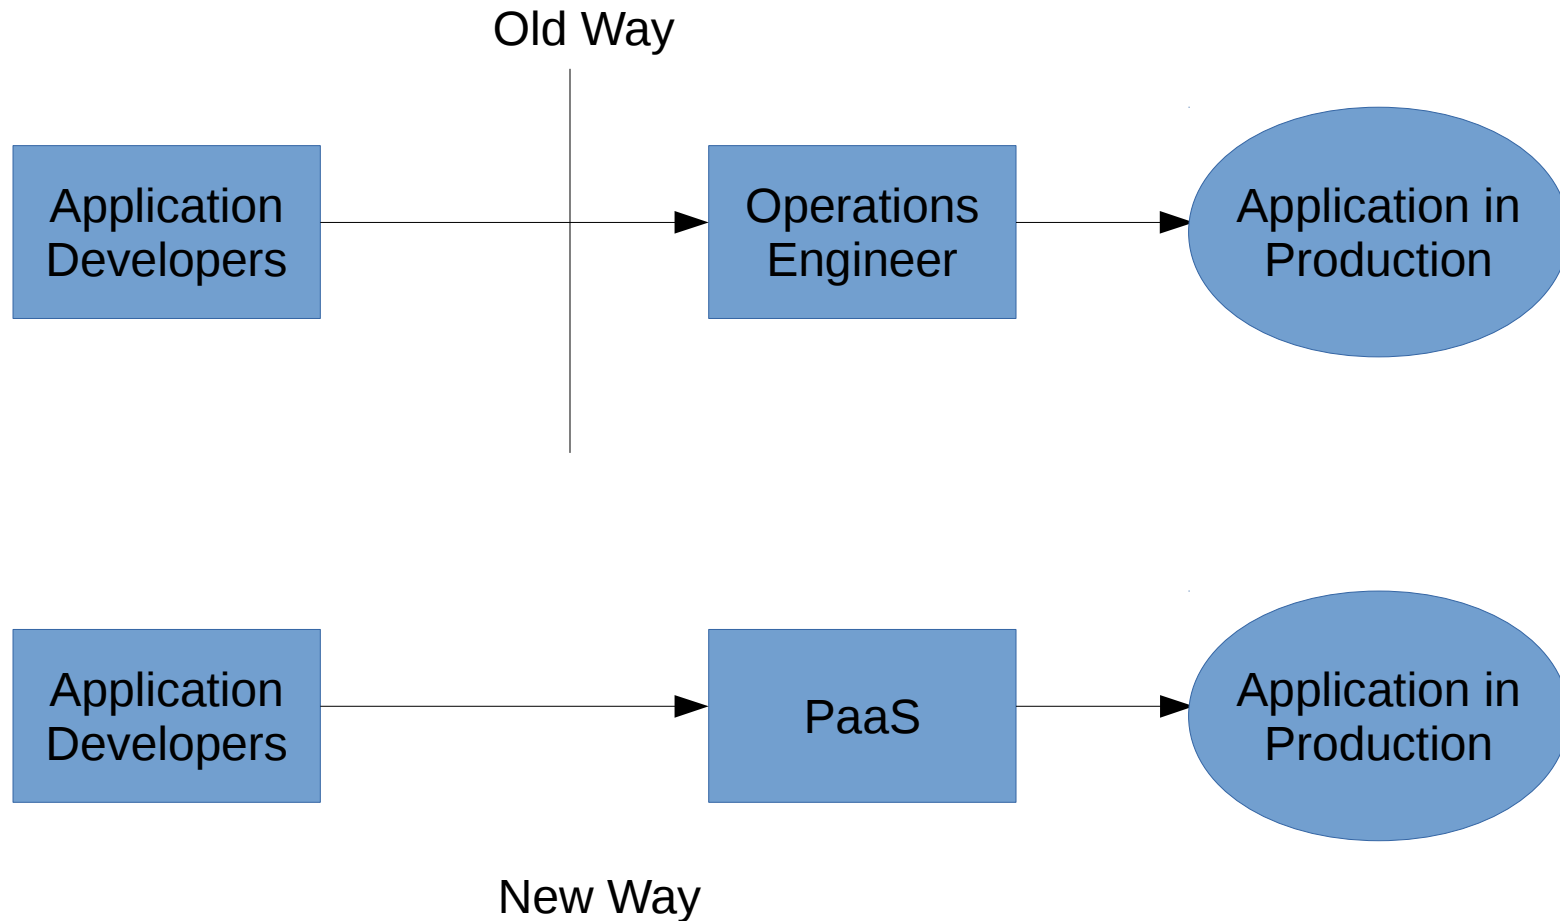 Old Way
Application
Developers
Operations
Engineer
Application in
Production
Application
Developers
PaaS
Application in
Production
New Way